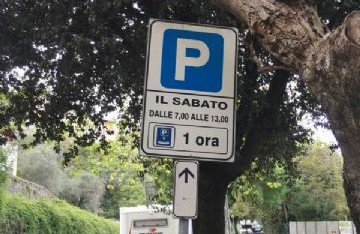 P
IL SABATO
DALLE 7,00 ALLE 13,00
P 1 ora